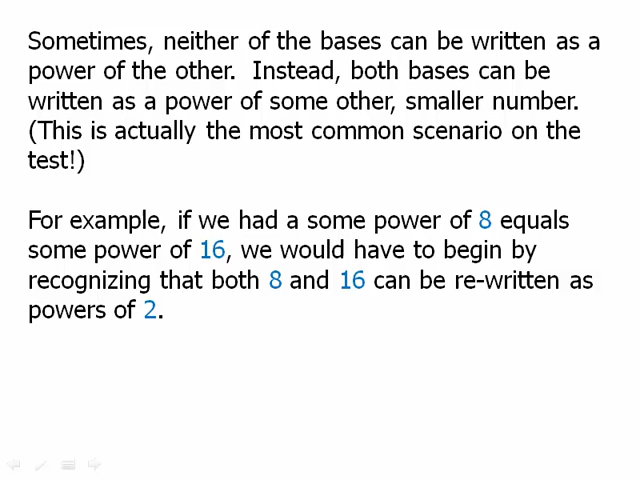 Sometimes, neither of the bases can be written as a
power of the other.  Instead, both bases can be
written as a power of some other, smaller number.
(This is actually the most common scenario on the
test!)
For example, if we had a some power of 8 equals
some power of 16, we would have to begin by
recognizing that both 8 and 16 can be re-written as
powers of 2.